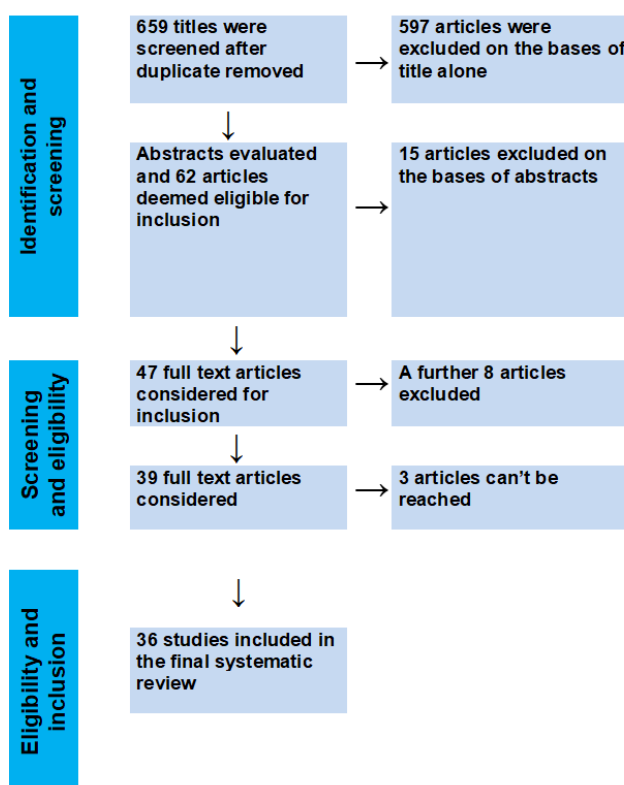 Identification and
screening
659 titles were
screened after
duplicate removed
→
597 articles were
excluded on the bases of
title alone
↓
Abstracts evaluated
and 62 articles
deemed eligible for
inclusion
→
15 articles excluded on
the bases of abstracts
↓
Screening
and eligibility
47 full text articles
considered for
inclusion
→
A further 8 articles
excluded
↓
39 full text articles
considered
→
3 articles can’t be
reached
↓
Eligibility and
inclusion
36 studies included in
the final systematic
review